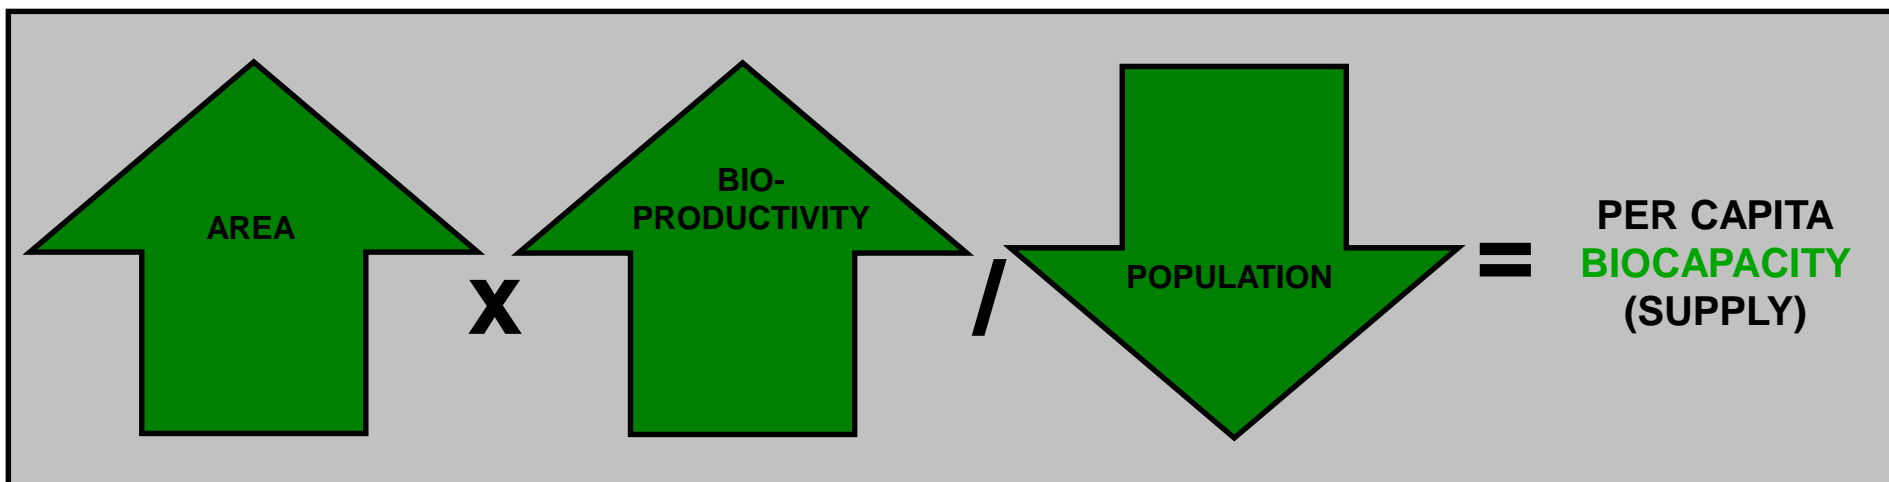 AREA
x
BIO-
PRODUCTIVITY
/
POPULATION
=
PER CAPITA
BIOCAPACITY
(SUPPLY)